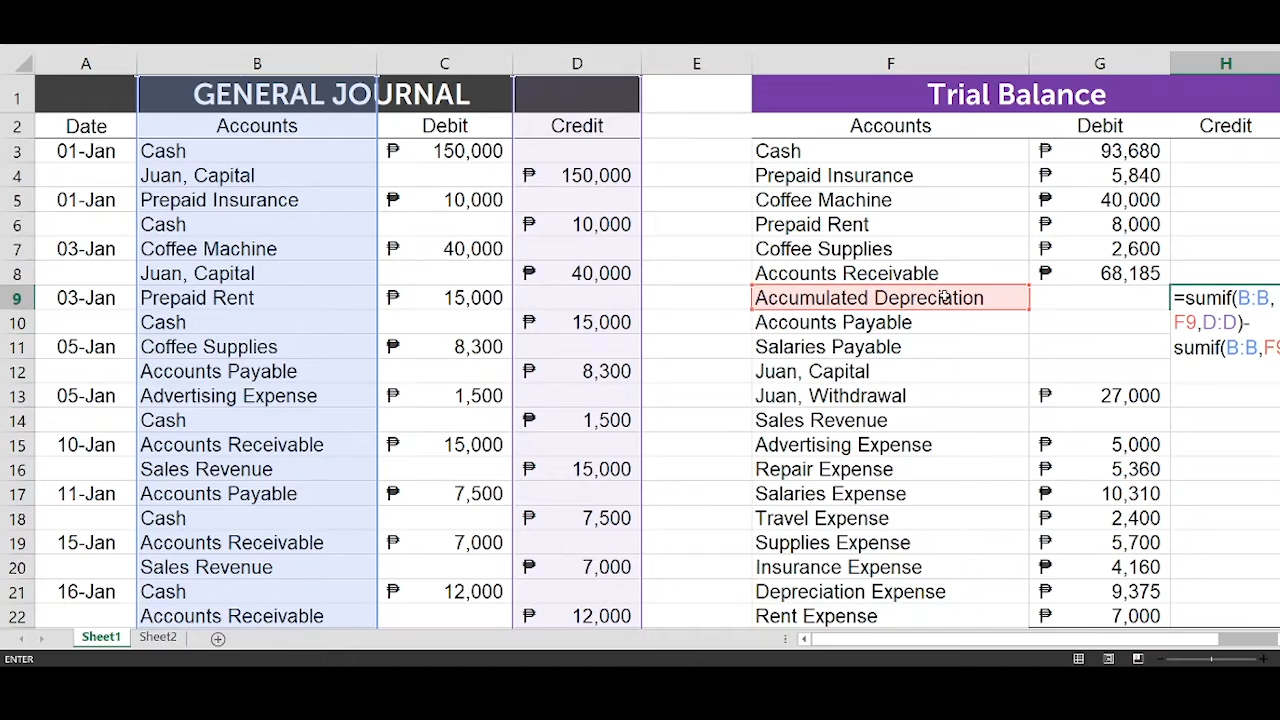 A B C D E F G H
1 GENERAL JOURNAL Trial Balance
2 Date Accounts Debit Credit Accounts Debit Credit
3 01-Jan Cash ₱ 150,000 Cash ₱ 93,680
4 Juan, Capital ₱ 150,000 Prepaid Insurance ₱ 5,840
5 01-Jan Prepaid Insurance ₱ 10,000 Coffee Machine ₱ 40,000
6 Cash ₱ 10,000 Prepaid Rent ₱ 8,000
7 03-Jan Coffee Machine ₱ 40,000 Coffee Supplies ₱ 2,600
8 Juan, Capital ₱ 40,000 Accounts Receivable ₱ 68,185
9 03-Jan Prepaid Rent ₱ 15,000 Accumulated Depreciation =sumif(B:B,
10 Cash ₱ 15,000 Accounts Payable F9,D:D)-
11 05-Jan Coffee Supplies ₱ 8,300 Salaries Payable sumif(B:B,F9
12 Accounts Payable ₱ 8,300 Juan, Capital
13 05-Jan Advertising Expense ₱ 1,500 Juan, Withdrawal ₱ 27,000
14 Cash ₱ 1,500 Sales Revenue
15 10-Jan Accounts Receivable ₱ 15,000 Advertising Expense ₱ 5,000
16 Sales Revenue ₱ 15,000 Repair Expense ₱ 5,360
17 11-Jan Accounts Payable ₱ 7,500 Salaries Expense ₱ 10,310
18 Cash ₱ 7,500 Travel Expense ₱ 2,400
19 15-Jan Accounts Receivable ₱ 7,000 Supplies Expense ₱ 5,700
20 Sales Revenue ₱ 7,000 Insurance Expense ₱ 4,160
21 16-Jan Cash ₱ 12,000 Depreciation Expense ₱ 9,375
22 Accounts Receivable ₱ 12,000 Rent Expense ₱ 7,000
Sheet1 Sheet2
ENTER